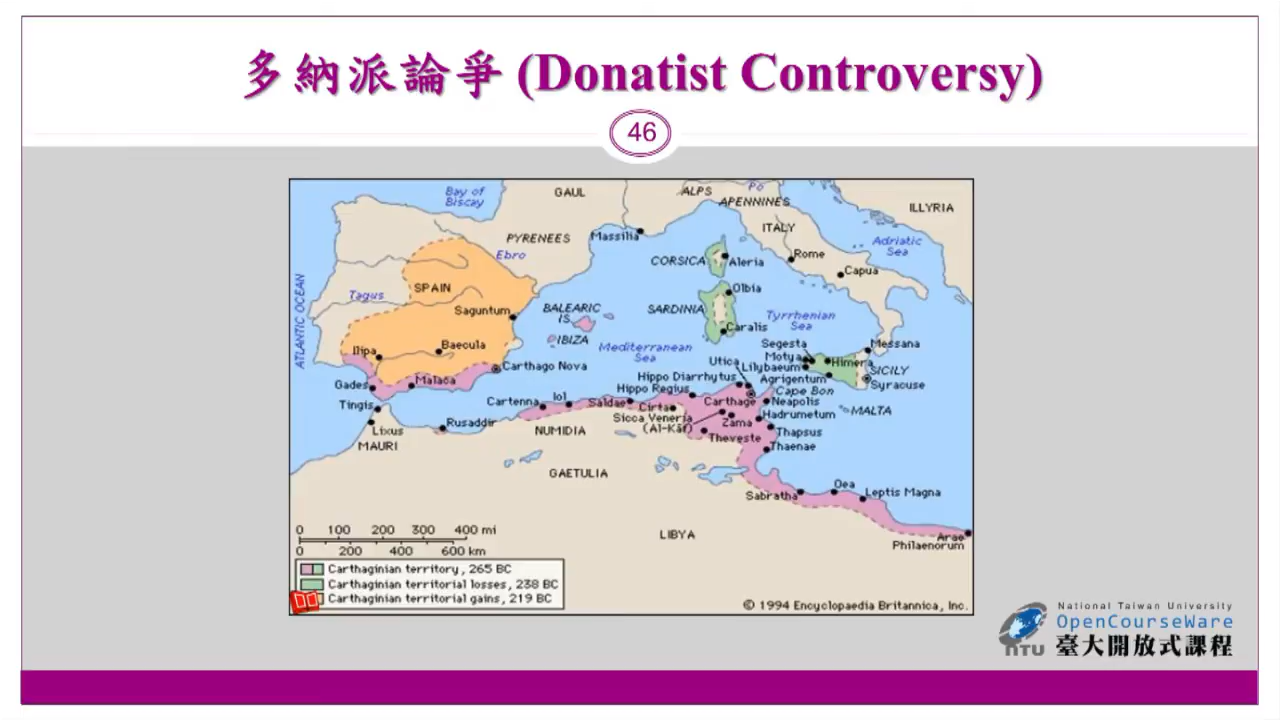 多納派論爭 (Donatist Controversy)
46
Bay of
Biscay
GAUL
ALPS
Po
APENNINES
ILLYRIA
ITALY
PYRENEES
Massilia
Adriatic
Sea
Ebro
CORSICA
Aleria
Rome
Capua
ATLANTIC OCEAN
SPAIN
Tagus
Olbia
Saguntum
BALEARIC
IS.
SARDINIA
Tyrrhenian
Sea
Caralis
IBIZA
Mediterranean
Sea
Ilipa
Baecula
Segesta
Messana
Motya
Himera
Utica
Lilybaeum
SICILY
Carthago Nova
Hippo Diarrhytus
Agrigentum
Syracuse
Gades
Malaca
Hippo Regius
Cape Bon
Tingis
Cartenna
Iol
Saldae
Cirta
Carthage
Neapolis
MALTA
Lixus
Rusaddir
Sicca Veneria
(Al-Kāf)
Zama
Hadrumetum
MAURI
NUMIDIA
Theveste
Thapsus
Thaenae
GAETULIA
Sabratha
Oea
Leptis Magna
LIBYA
Arae
Philaenorum
0 100 200 300 400 mi
0 200 400 600 km
Carthaginian territory, 265 BC
Carthaginian territorial losses, 238 BC
Carthaginian territorial gains, 219 BC
© 1994 Encyclopaedia Britannica, Inc.
National Taiwan University
OpenCourseWare
NTU 臺大開放式課程